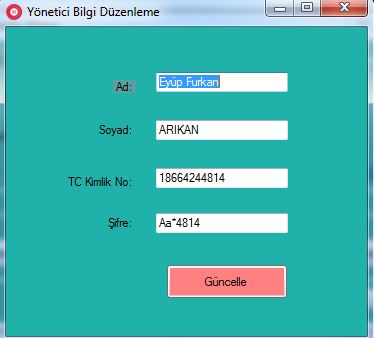 Yönetici Bilgi Düzenleme
Ad: Eyüp Furkan
Soyad: ARIKAN
TC Kimlik No: 18664244814
Şifre: Aa*4814
Güncelle